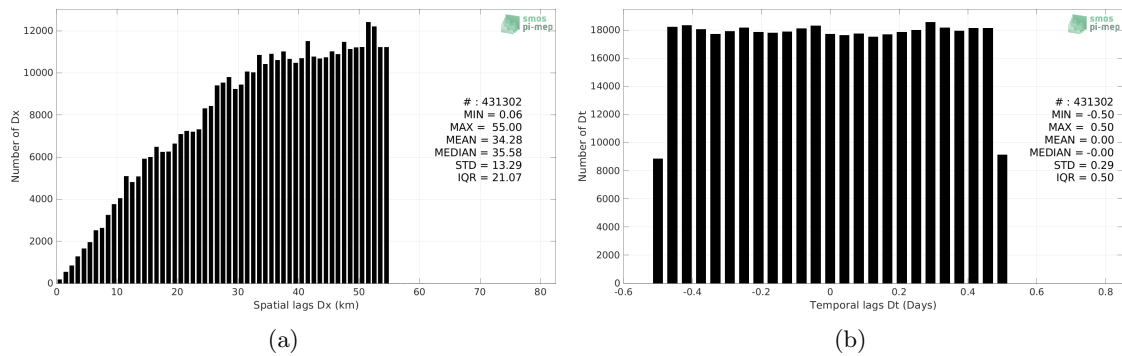 smos
pi-mep
12000
10000
8000
6000
4000
2000
0
Number of Dx
# : 431302
MIN = 0.06
MAX = 55.00
MEAN = 34.28
MEDIAN = 35.58
STD = 13.29
IQR = 21.07
0 10 20 30 40 50 60 70 80
Spatial lags Dx (km)
(a)
smos
pi-mep
18000
16000
14000
12000
10000
8000
6000
4000
2000
0
Number of Dt
# : 431302
MIN = -0.50
MAX = 0.50
MEAN = 0.00
MEDIAN = -0.00
STD = 0.29
IQR = 0.50
-0.6 -0.4 -0.2 0 0.2 0.4 0.6 0.8
Temporal lags Dt (Days)
(b)